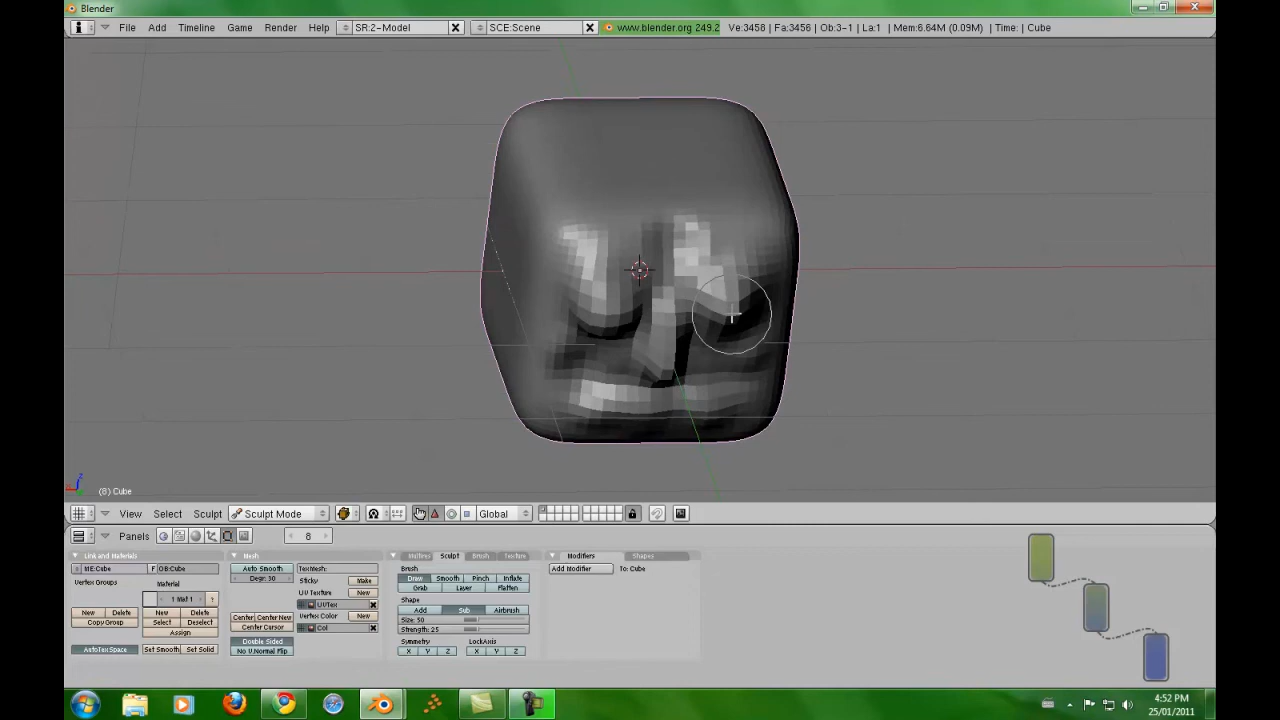 Blender
File Add Timeline Game Render Help SR:2-Model SCE:Scene www.blender.org 249.2 Ve:3456 | Fa:3456 | Ob:3-1 | La:1 | Mem:6.64M (0.09M) | Time: | Cube
z
(8) Cube
View Select Sculpt Sculpt Mode Global
Panels 8
Link and Materials Mesh Multires Sculpt Brush Texture Modifiers Shapes
ME:Cube F OB:Cube Auto Smooth TexMesh: Brush Add Modifier To: Cube
Vertex Groups Material Degr: 30 Sticky Make Draw Smooth Pinch Inflate
UV Texture New Grab Layer Flatten
1 Mat 1 ? UVTex Shape
New Delete New Delete Center Center New Vertex Color New Add Sub Airbrush
Copy Group Select Deselect Center Cursor Col Size: 50
Assign Strength: 25
Double Sided Symmetry LockAxis
AutoTexSpace Set Smooth Set Solid No V.Normal Flip X Y Z X Y Z
4:52 PM
25/01/2011